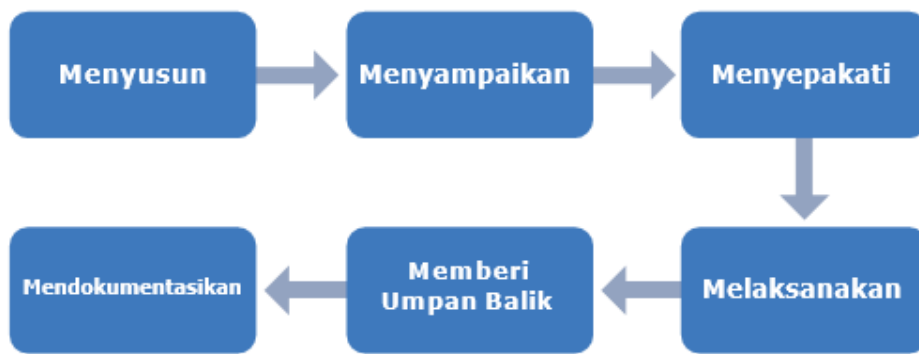 Menyusun
Menyampaikan
Menyepakati
Melaksanakan
Memberi
Umpan Balik
Mendokumentasikan